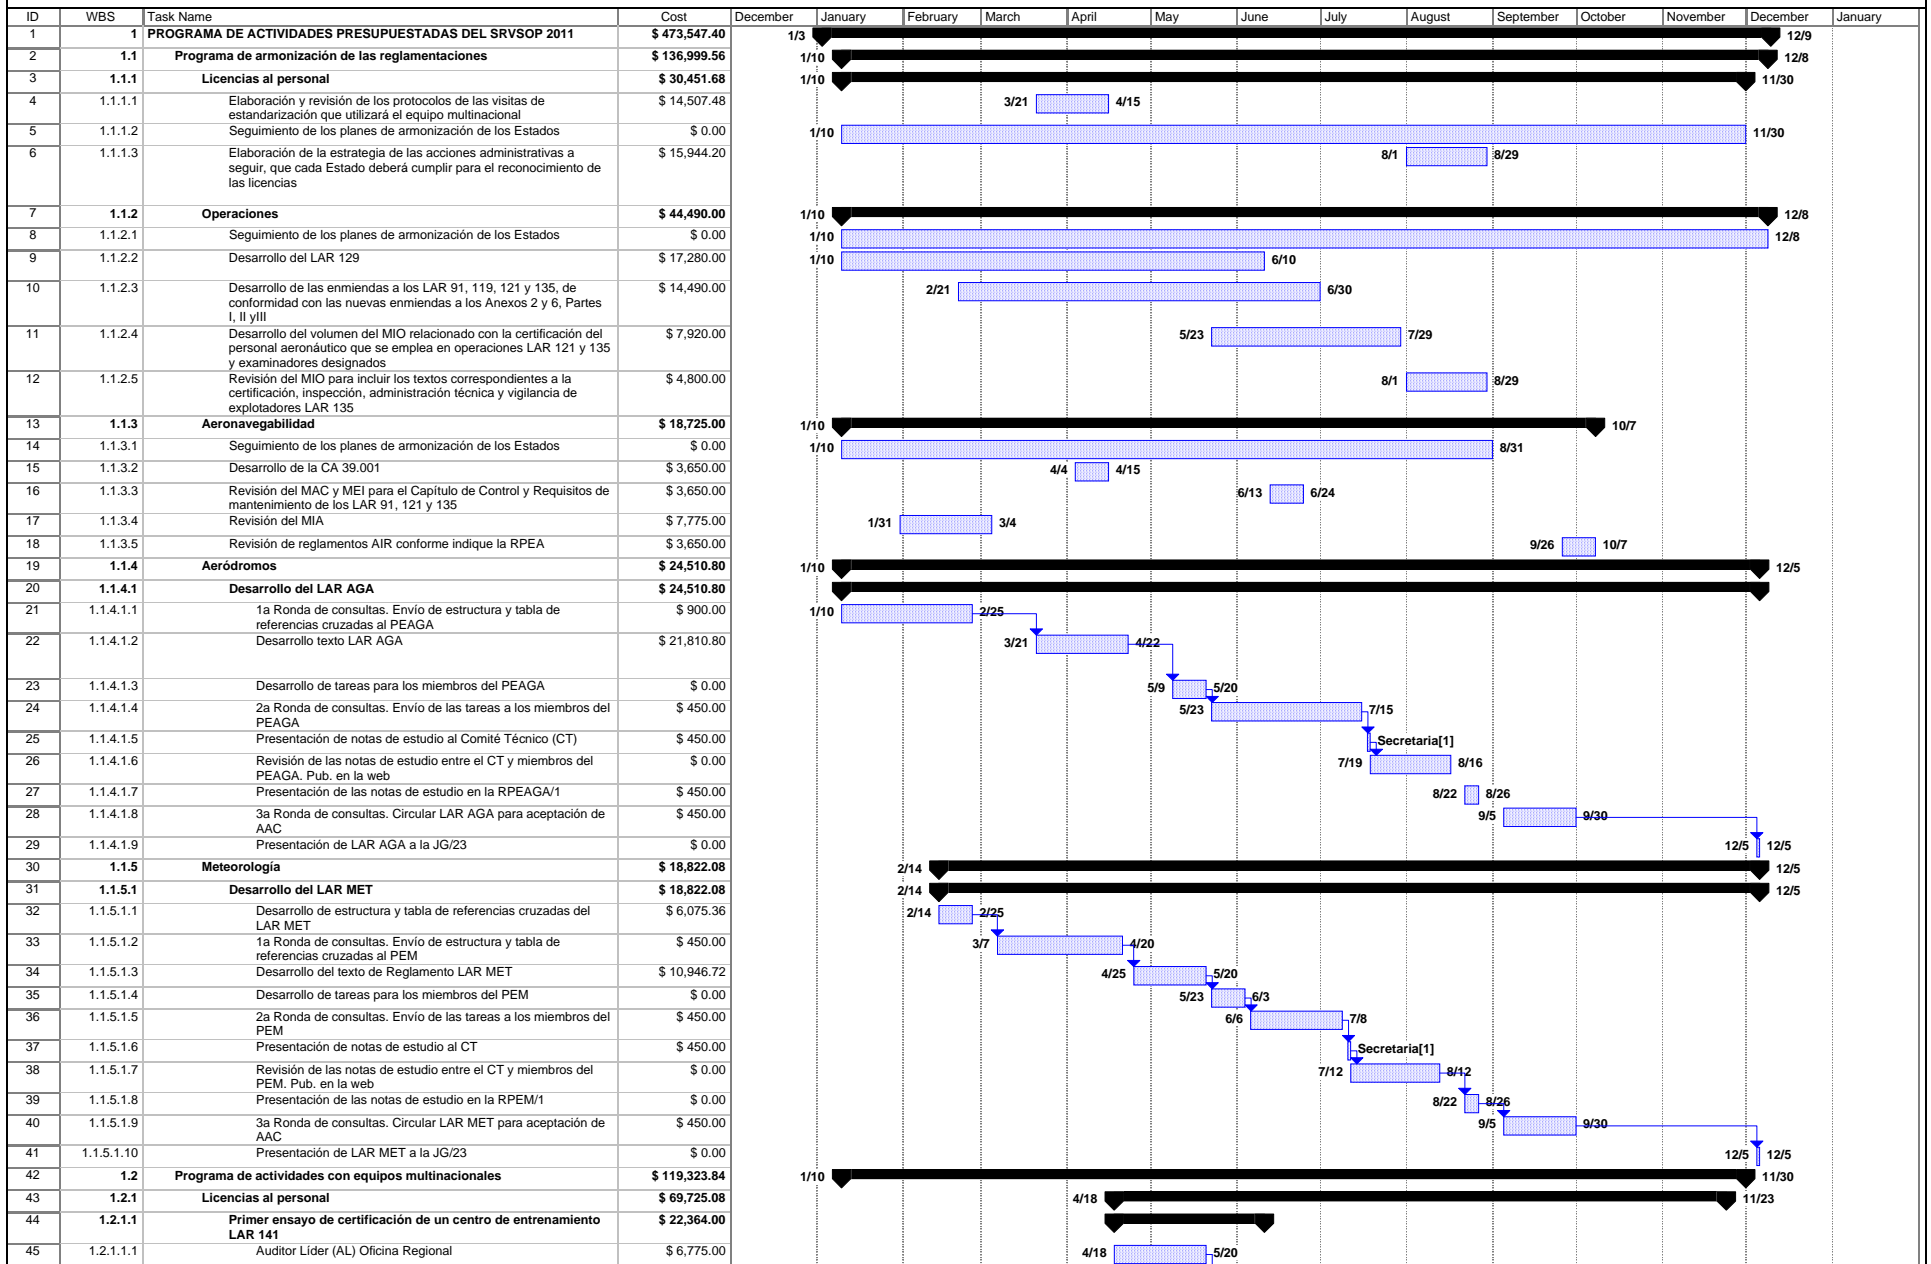 ID WBS Task Name Cost December January February March April May June July August September October November December January
1 1 PROGRAMA DE ACTIVIDADES PRESUPUESTADAS DEL SRVSOP 2011 $ 473,547.40 1/3 12/9
2 1.1 Programa de armonización de las reglamentaciones $ 136,999.56 1/10 12/8
3 1.1.1 Licencias al personal $ 30,451.68 1/10 11/30
4 1.1.1.1 Elaboración y revisión de los protocolos de las visitas de $ 14,507.48 3/21 4/15
estandarización que utilizará el equipo multinacional
5 1.1.1.2 Seguimiento de los planes de armonización de los Estados $ 0.00 1/10 11/30
6 1.1.1.3 Elaboración de la estrategia de las acciones administrativas a $ 15,944.20 8/1 8/29
seguir, que cada Estado deberá cumplir para el reconocimiento de
las licencias
7 1.1.2 Operaciones $ 44,490.00 1/10 12/8
8 1.1.2.1 Seguimiento de los planes de armonización de los Estados $ 0.00 1/10 12/8
9 1.1.2.2 Desarrollo del LAR 129 $ 17,280.00 1/10 6/10
10 1.1.2.3 Desarrollo de las enmiendas a los LAR 91, 119, 121 y 135, de $ 14,490.00 2/21 6/30
conformidad con las nuevas enmiendas a los Anexos 2 y 6, Partes
I, II yIII
11 1.1.2.4 Desarrollo del volumen del MIO relacionado con la certificación del $ 7,920.00 5/23 7/29
personal aeronáutico que se emplea en operaciones LAR 121 y 135
y examinadores designados
12 1.1.2.5 Revisión del MIO para incluir los textos correspondientes a la $ 4,800.00 8/1 8/29
certificación, inspección, administración técnica y vigilancia de
explotadores LAR 135
13 1.1.3 Aeronavegabilidad $ 18,725.00 1/10 10/7
14 1.1.3.1 Seguimiento de los planes de armonización de los Estados $ 0.00 1/10 8/31
15 1.1.3.2 Desarrollo de la CA 39.001 $ 3,650.00 4/4 4/15
16 1.1.3.3 Revisión del MAC y MEI para el Capítulo de Control y Requisitos de $ 3,650.00 6/13 6/24
mantenimiento de los LAR 91, 121 y 135
17 1.1.3.4 Revisión del MIA $ 7,775.00 1/31 3/4
18 1.1.3.5 Revisión de reglamentos AIR conforme indique la RPEA $ 3,650.00 9/26 10/7
19 1.1.4 Aeródromos $ 24,510.80 1/10 12/5
20 1.1.4.1 Desarrollo del LAR AGA $ 24,510.80
21 1.1.4.1.1 1a Ronda de consultas. Envío de estructura y tabla de $ 900.00 1/10 2/25
referencias cruzadas al PEAGA
22 1.1.4.1.2 Desarrollo texto LAR AGA $ 21,810.80 3/21 4/22
23 1.1.4.1.3 Desarrollo de tareas para los miembros del PEAGA $ 0.00 5/9 5/20
24 1.1.4.1.4 2a Ronda de consultas. Envío de las tareas a los miembros del $ 450.00 5/23 7/15
PEAGA
25 1.1.4.1.5 Presentación de notas de estudio al Comité Técnico (CT) $ 450.00 Secretaria[1]
26 1.1.4.1.6 Revisión de las notas de estudio entre el CT y miembros del $ 0.00 7/19 8/16
PEAGA. Pub. en la web
27 1.1.4.1.7 Presentación de las notas de estudio en la RPEAGA/1 $ 450.00 8/22 8/26
28 1.1.4.1.8 3a Ronda de consultas. Circular LAR AGA para aceptación de $ 450.00 9/5 9/30
AAC
29 1.1.4.1.9 Presentación de LAR AGA a la JG/23 $ 0.00 12/5 12/5
30 1.1.5 Meteorología $ 18,822.08 2/14 12/5
31 1.1.5.1 Desarrollo del LAR MET $ 18,822.08 2/14 12/5
32 1.1.5.1.1 Desarrollo de estructura y tabla de referencias cruzadas del $ 6,075.36 2/14 2/25
LAR MET
33 1.1.5.1.2 1a Ronda de consultas. Envío de estructura y tabla de $ 450.00 3/7 4/20
referencias cruzadas al PEM
34 1.1.5.1.3 Desarrollo del texto de Reglamento LAR MET $ 10,946.72 4/25 5/20
35 1.1.5.1.4 Desarrollo de tareas para los miembros del PEM $ 0.00 5/23 6/3
36 1.1.5.1.5 2a Ronda de consultas. Envío de las tareas a los miembros del $ 450.00 6/6 7/8
PEM
37 1.1.5.1.6 Presentación de notas de estudio al CT $ 450.00 Secretaria[1]
38 1.1.5.1.7 Revisión de las notas de estudio entre el CT y miembros del $ 0.00 7/12 8/12
PEM. Pub. en la web
39 1.1.5.1.8 Presentación de las notas de estudio en la RPEM/1 $ 0.00 8/22 8/26
40 1.1.5.1.9 3a Ronda de consultas. Circular LAR MET para aceptación de $ 450.00 9/5 9/30
AAC
41 1.1.5.1.10 Presentación de LAR MET a la JG/23 $ 0.00 12/5 12/5
42 1.2 Programa de actividades con equipos multinacionales $ 119,323.84 1/10 11/30
43 1.2.1 Licencias al personal $ 69,725.08 4/18 11/23
44 1.2.1.1 Primer ensayo de certificación de un centro de entrenamiento $ 22,364.00
LAR 141
45 1.2.1.1.1 Auditor Líder (AL) Oficina Regional $ 6,775.00 4/18 5/20